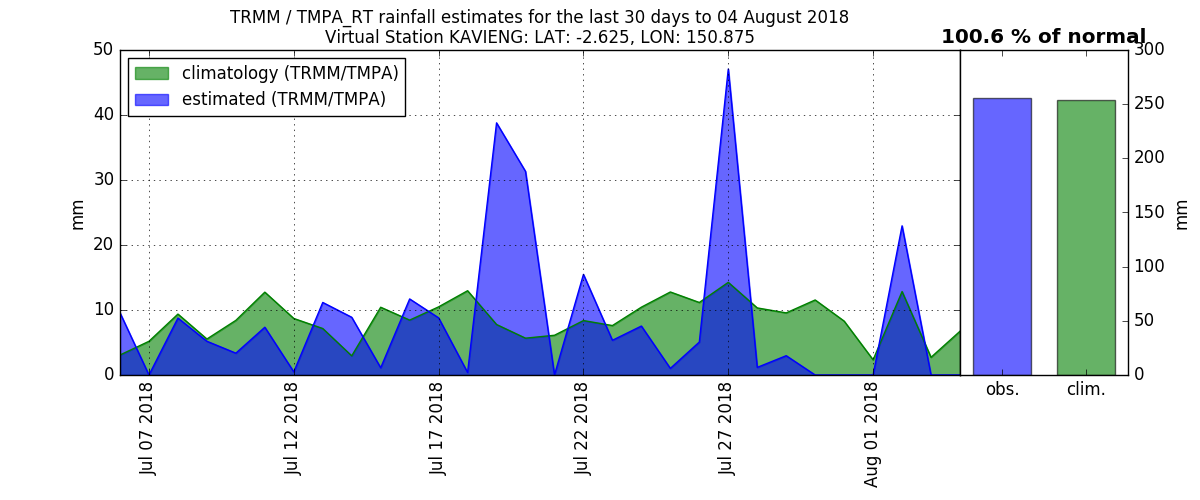 TRMM / TMPA_RT rainfall estimates for the last 30 days to 04 August 2018
Virtual Station KAVIENG: LAT: -2.625, LON: 150.875
100.6 % of normal
climatology (TRMM/TMPA)
estimated (TRMM/TMPA)
50
40
30
20
10
0
mm
Jul 07 2018
Jul 12 2018
Jul 17 2018
Jul 22 2018
Jul 27 2018
Aug 01 2018
300
250
200
150
100
50
0
mm
obs.
clim.